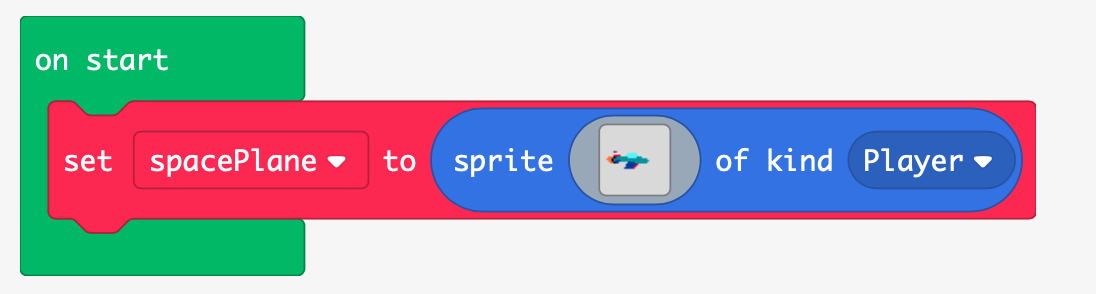 on start
set spacePlane to sprite of kind Player